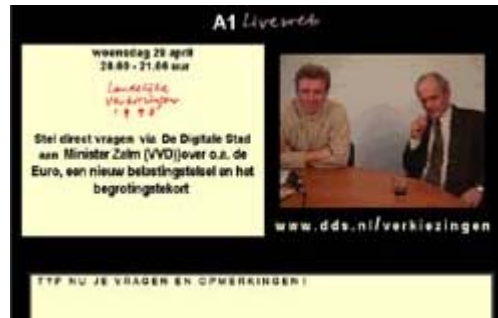 A1 Liveweb
woensdag 29 april
20.00 - 21.00 uur
Landelijke
Verkiezingen
1998
Stel direct vragen via De Digitale Stad
aan Minister Zalm (VVD)over o.a. de
Euro, een nieuw belastingstelsel en het
begrotingstekort
www.dds.nl/verkiezingen
TYP NU JE VRAGEN EN OPMERKINGEN!